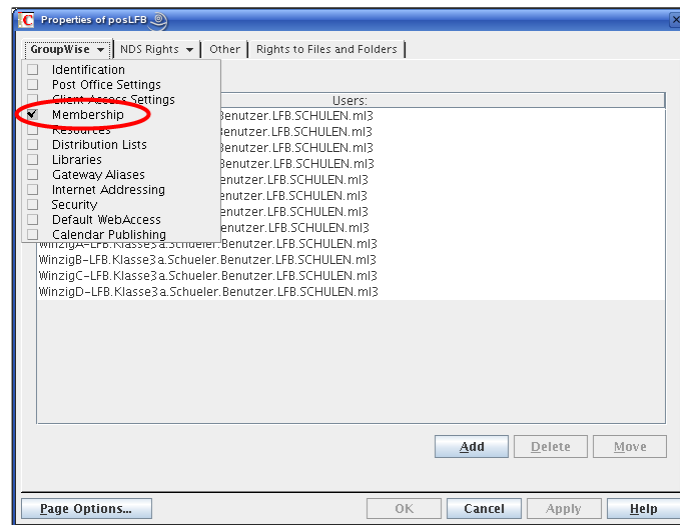 Properties of posLFB
GroupWise NDS Rights Other Rights to Files and Folders
Identification
Post Office Settings
Client Access Settings
Membership
Resources
Distribution Lists
Libraries
Gateway Aliases
Internet Addressing
Security
Default WebAccess
Calendar Publishing
Users:
Benutzer.LFB.SCHULEN.ml3
Benutzer.LFB.SCHULEN.ml3
Benutzer.LFB.SCHULEN.ml3
Benutzer.LFB.SCHULEN.ml3
enutzer.LFB.SCHULEN.ml3
enutzer.LFB.SCHULEN.ml3
enutzer.LFB.SCHULEN.ml3
enutzer.LFB.SCHULEN.ml3
WinzigA-LFB.Klasse3a.Schueler.Benutzer.LFB.SCHULEN.ml3
WinzigB-LFB.Klasse3a.Schueler.Benutzer.LFB.SCHULEN.ml3
WinzigC-LFB.Klasse3a.Schueler.Benutzer.LFB.SCHULEN.ml3
WinzigD-LFB.Klasse3a.Schueler.Benutzer.LFB.SCHULEN.ml3
Add Delete Move
Page Options... OK Cancel Apply Help